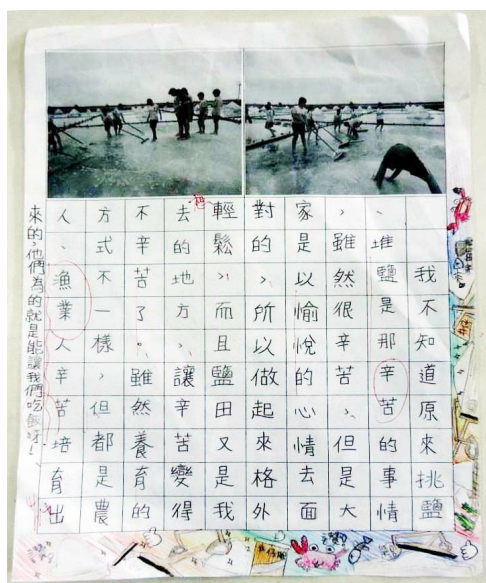 我不知道原來挑鹽
、堆鹽是那辛苦的事情
，雖然很辛苦，但是大
家是以愉悅的心情去面
對的，所以做起來格外
輕鬆，而且鹽田又是我
去的地方，讓辛苦變得
不辛苦了。雖然養育的
方式不一樣，但都是農
人、漁業人辛苦培育出
來的，他們為的就是能讓我們吃飯呀！